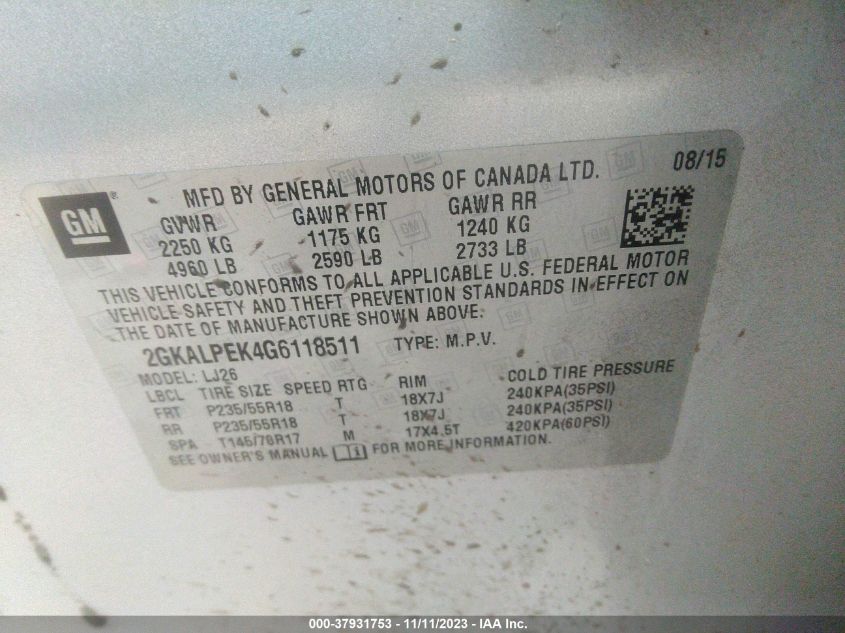 08/15
GM ®
MFD BY GENERAL MOTORS OF CANADA LTD.
GVWR GAWR FRT GAWR RR
2250 KG 1175 KG 1240 KG
4960 LB 2590 LB 2733 LB
THIS VEHICLE CONFORMS TO ALL APPLICABLE U.S. FEDERAL MOTOR
VEHICLE SAFETY AND THEFT PREVENTION STANDARDS IN EFFECT ON
THE DATE OF MANUFACTURE SHOWN ABOVE.
2GKALPEK4G6118511 TYPE: M.P.V.
MODEL: LJ26
LBCL TIRE SIZE SPEED RTG RIM COLD TIRE PRESSURE
FRT P235/55R18 T 18X7J 240KPA(35PSI)
RR P235/55R18 T 18X7J 240KPA(35PSI)
SPA T145/70R17 M 17X4.5T 420KPA(60PSI)
SEE OWNER'S MANUAL FOR MORE INFORMATION.
000-37931753 - 11/11/2023 - IAA Inc.